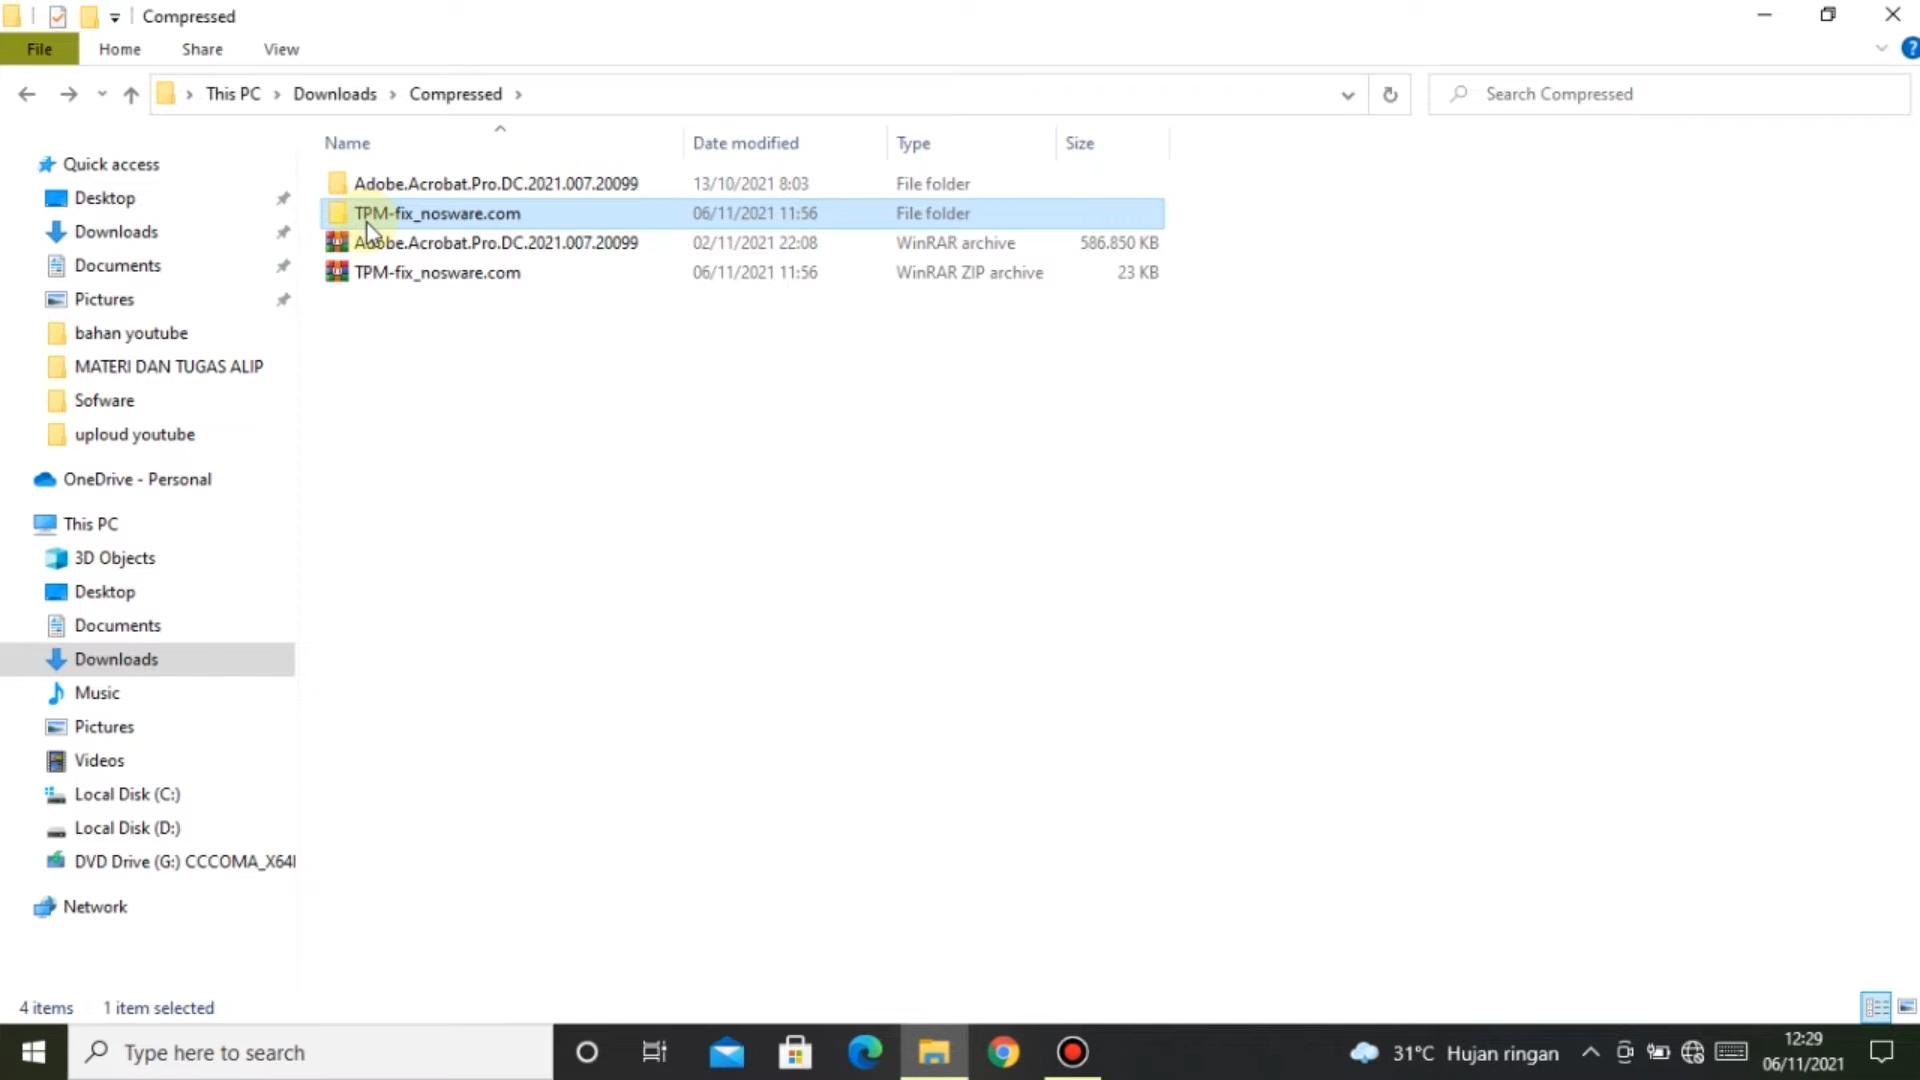 Compressed
File Home Share View
This PC Downloads Compressed
Search Compressed
Name Date modified Type Size
Adobe.Acrobat.Pro.DC.2021.007.20099 13/10/2021 8:03 File folder
TPM-fix_nosware.com 06/11/2021 11:56 File folder
Adobe.Acrobat.Pro.DC.2021.007.20099 02/11/2021 22:08 WinRAR archive 586.850 KB
TPM-fix_nosware.com 06/11/2021 11:56 WinRAR ZIP archive 23 KB
Quick access
Desktop
Downloads
Documents
Pictures
bahan youtube
MATERI DAN TUGAS ALIP
Sofware
uploud youtube
OneDrive - Personal
This PC
3D Objects
Desktop
Documents
Downloads
Music
Pictures
Videos
Local Disk (C:)
Local Disk (D:)
DVD Drive (G:) CCCOMA_X64
Network
4 items 1 item selected
Type here to search
31°C Hujan ringan
12:29
06/11/2021